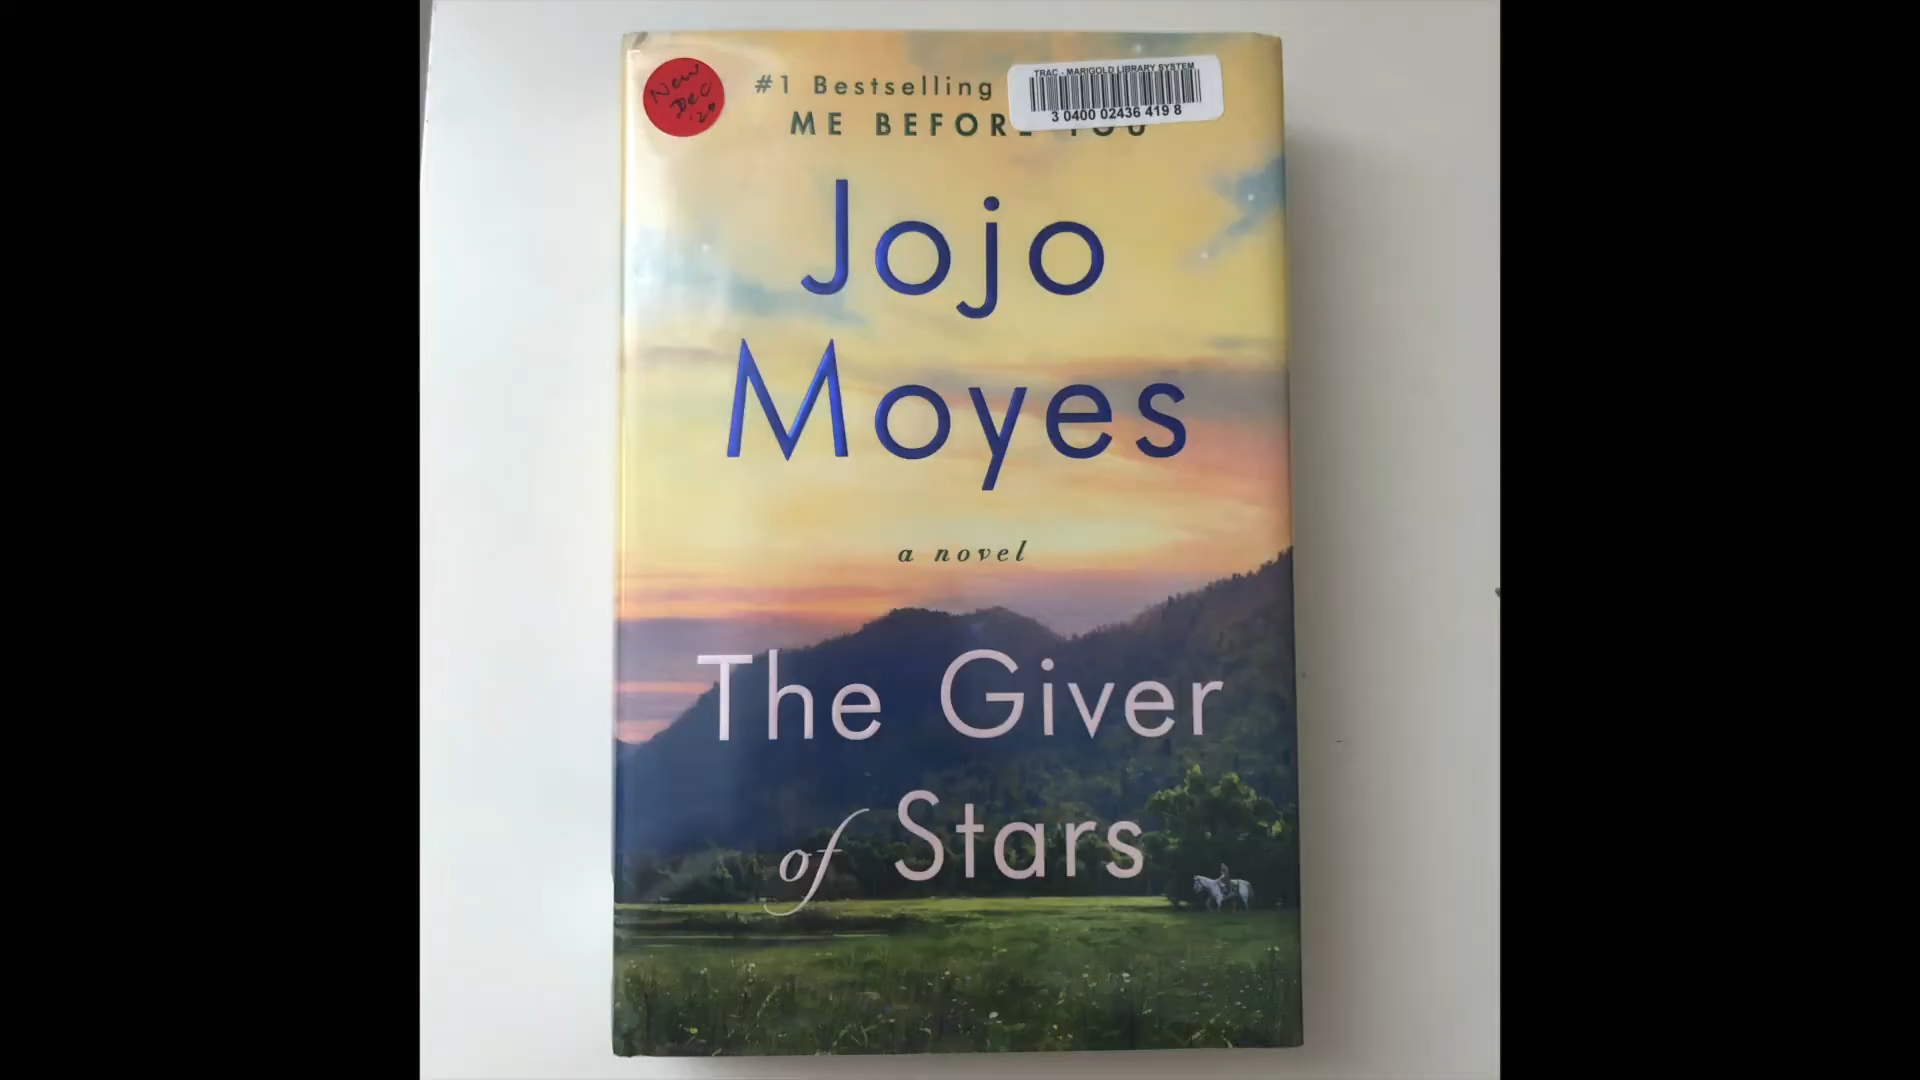 New
Dec
.20
#1 Bestselling
ME BEFORE YOU
TRAC - MARIGOLD LIBRARY SYSTEM
3 0400 02436 419 8
Jojo
Moyes
a novel
The Giver
of Stars